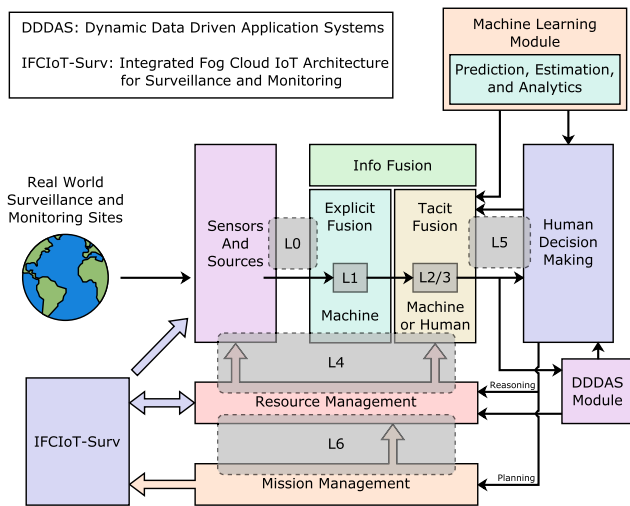 DDDAS: Dynamic Data Driven Application Systems
IFCIoT-Surv: Integrated Fog Cloud IoT Architecture
for Surveillance and Monitoring
Machine Learning
Module
Prediction, Estimation,
and Analytics
Real World
Surveillance and
Monitoring Sites
Sensors
And
Sources
L0
Info Fusion
Explicit
Fusion
L1
Machine
Tacit
Fusion
L2/3
Machine
or Human
L5
Human
Decision
Making
L4
Resource Management
Reasoning
DDDAS
Module
IFCIoT-Surv
L6
Mission Management
Planning